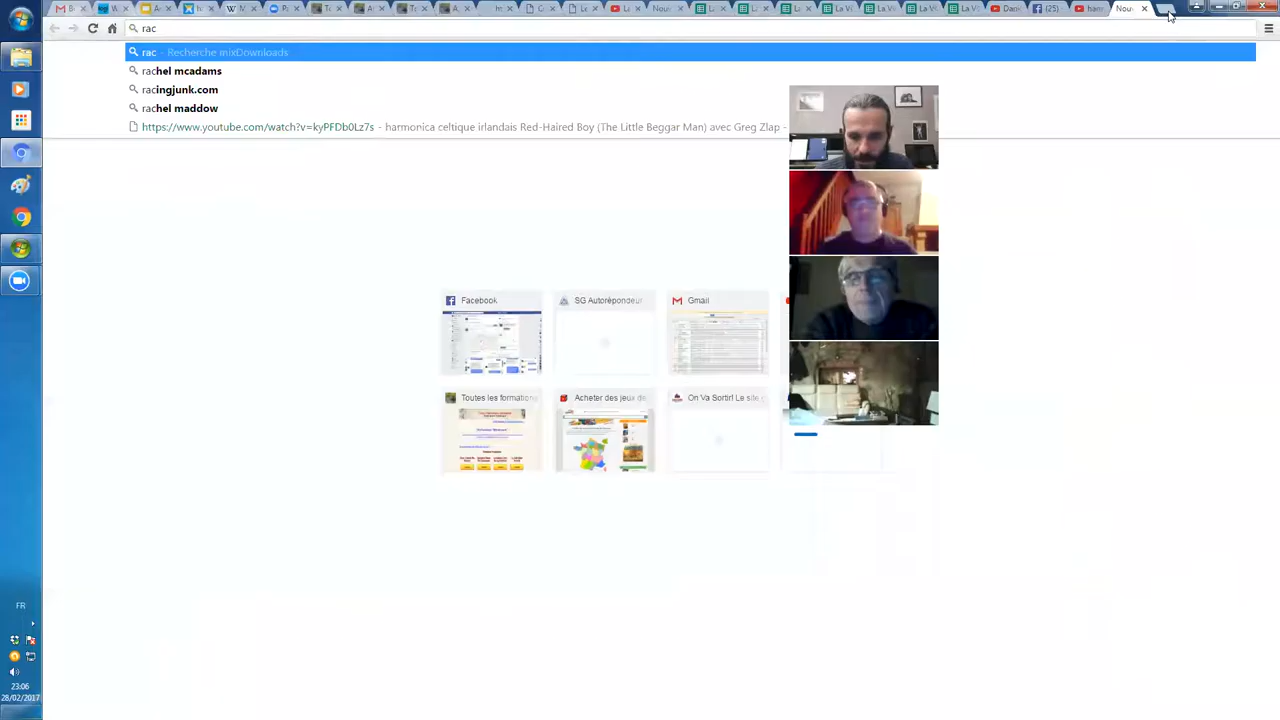 rac
rac - Recherche mixDownloads
rachel mcadams
racingjunk.com
rachel maddow
https://www.youtube.com/watch?v=kyPFDb0Lz7s - harmonica celtique irlandais Red-Haired Boy (The Little Beggar Man) avec Greg Zlap -
Facebook
SG Autorépondeur
Gmail
Toutes les formation
Acheter des jeux de
On Va Sortir! Le site
FR
23:06
28/02/2017